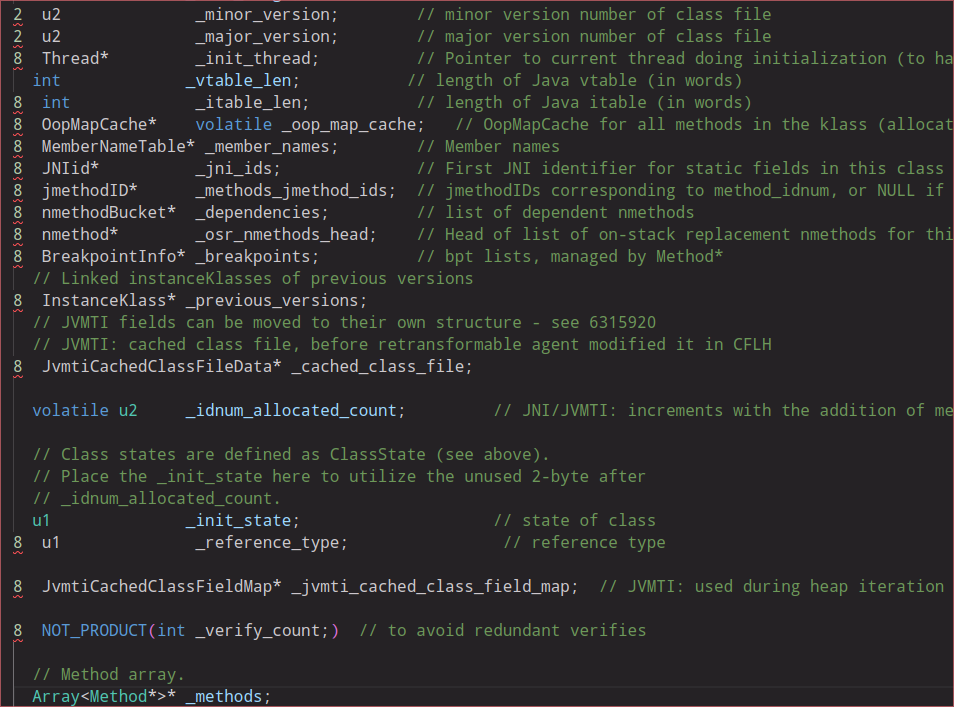 2 u2 _minor_version; // minor version number of class file
2 u2 _major_version; // major version number of class file
8 Thread* _init_thread; // Pointer to current thread doing initialization (to ha
int _vtable_len; // length of Java vtable (in words)
8 int _itable_len; // length of Java itable (in words)
8 OopMapCache* volatile _oop_map_cache; // OopMapCache for all methods in the klass (allocat
8 MemberNameTable* _member_names; // Member names
8 JNIid* _jni_ids; // First JNI identifier for static fields in this class
8 jmethodID* _methods_jmethod_ids; // jmethodIDs corresponding to method_idnum, or NULL if
8 nmethodBucket* _dependencies; // list of dependent nmethods
8 nmethod* _osr_nmethods_head; // Head of list of on-stack replacement nmethods for thi
8 BreakpointInfo* _breakpoints; // bpt lists, managed by Method*
// Linked instanceKlasses of previous versions
8 InstanceKlass* _previous_versions;
// JVMTI fields can be moved to their own structure - see 6315920
// JVMTI: cached class file, before retransformable agent modified it in CFLH
8 JvmtiCachedClassFileData* _cached_class_file;
volatile u2 _idnum_allocated_count; // JNI/JVMTI: increments with the addition of me
// Class states are defined as ClassState (see above).
// Place the _init_state here to utilize the unused 2-byte after
// _idnum_allocated_count.
u1 _init_state; // state of class
8 u1 _reference_type; // reference type
8 JvmtiCachedClassFieldMap* _jvmti_cached_class_field_map; // JVMTI: used during heap iteration
8 NOT_PRODUCT(int _verify_count;) // to avoid redundant verifies
// Method array.
Array<Method*>* _methods;